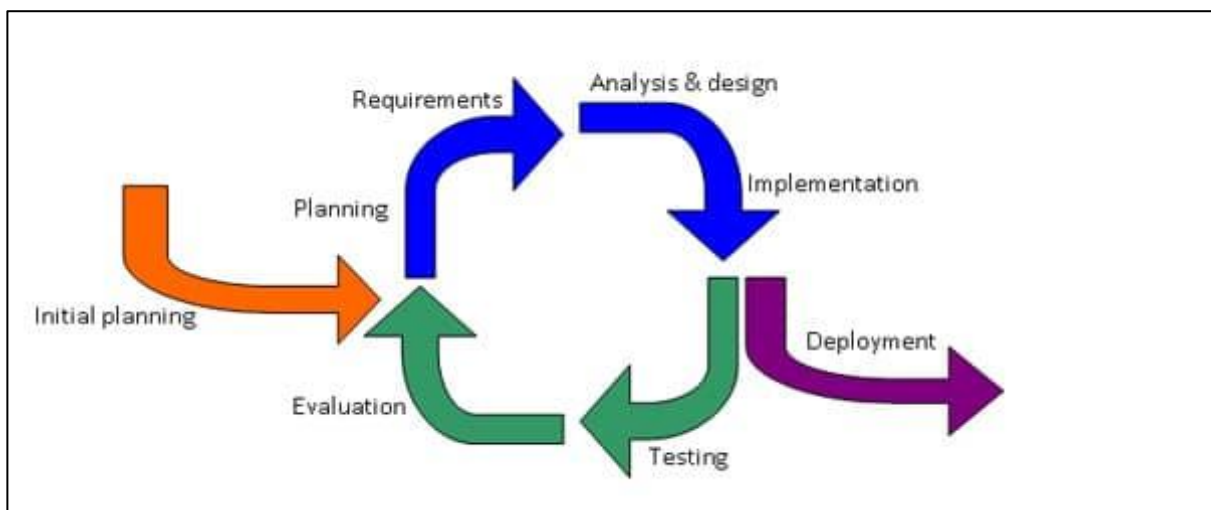 Analysis & design
Requirements
Implementation
Planning
Initial planning
Deployment
Evaluation
Testing